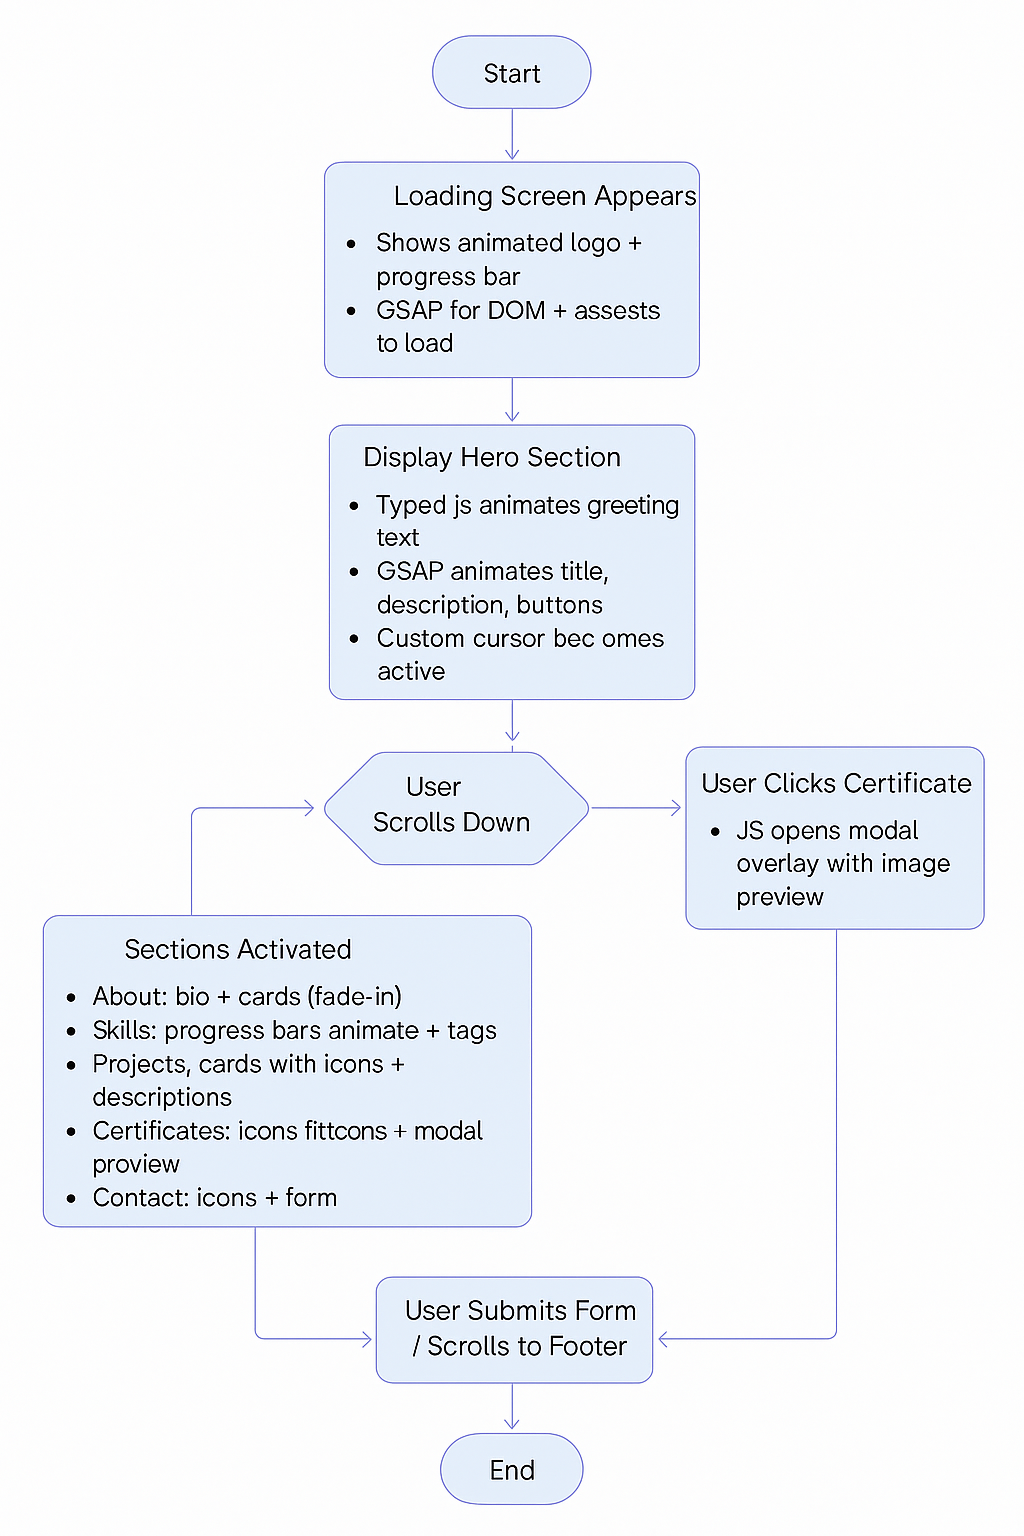 Start
Loading Screen Appears
• Shows animated logo +
progress bar
• GSAP for DOM + assests
to load
Display Hero Section
• Typed js animates greeting
text
• GSAP animates title,
description, buttons
• Custom cursor bec omes
active
User
Scrolls Down
User Clicks Certificate
• JS opens modal
overlay with image
preview
Sections Activated
• About: bio + cards (fade-in)
• Skills: progress bars animate + tags
• Projects, cards with icons +
descriptions
• Certificates: icons fittcons + modal
proview
• Contact: icons + form
User Submits Form
/ Scrolls to Footer
End